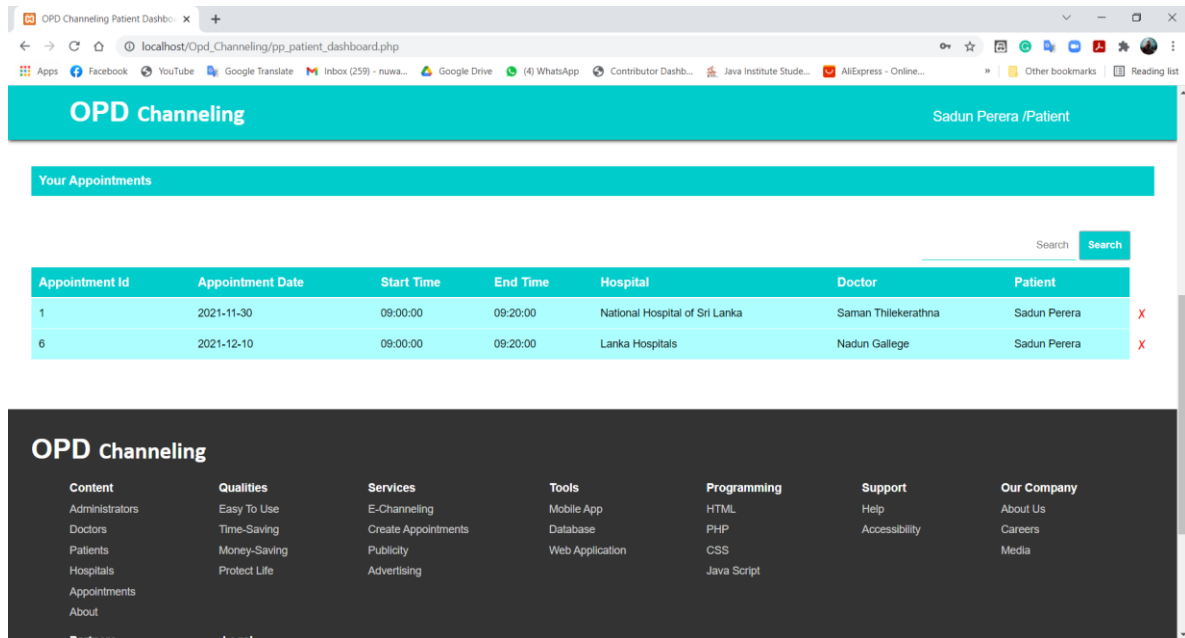 OPD Channeling Patient Dashboa
localhost/Opd_Channeling/pp_patient_dashboard.php
Apps Facebook YouTube Google Translate Inbox (259) - nuwa... Google Drive (4) WhatsApp Contributor Dashb... Java Institute Stude... AliExpress - Online... » Other bookmarks Reading list
OPD Channeling Sadun Perera /Patient
Your Appointments
Search Search
Appointment Id Appointment Date Start Time End Time Hospital Doctor Patient
1 2021-11-30 09:00:00 09:20:00 National Hospital of Sri Lanka Saman Thilekerathna Sadun Perera X
6 2021-12-10 09:00:00 09:20:00 Lanka Hospitals Nadun Gallege Sadun Perera X
OPD Channeling
Content Qualities Services Tools Programming Support Our Company
Administrators Easy To Use E-Channeling Mobile App HTML Help About Us
Doctors Time-Saving Create Appointments Database PHP Accessibility Careers
Patients Money-Saving Publicity Web Application CSS Media
Hospitals Protect Life Advertising Java Script
Appointments
About